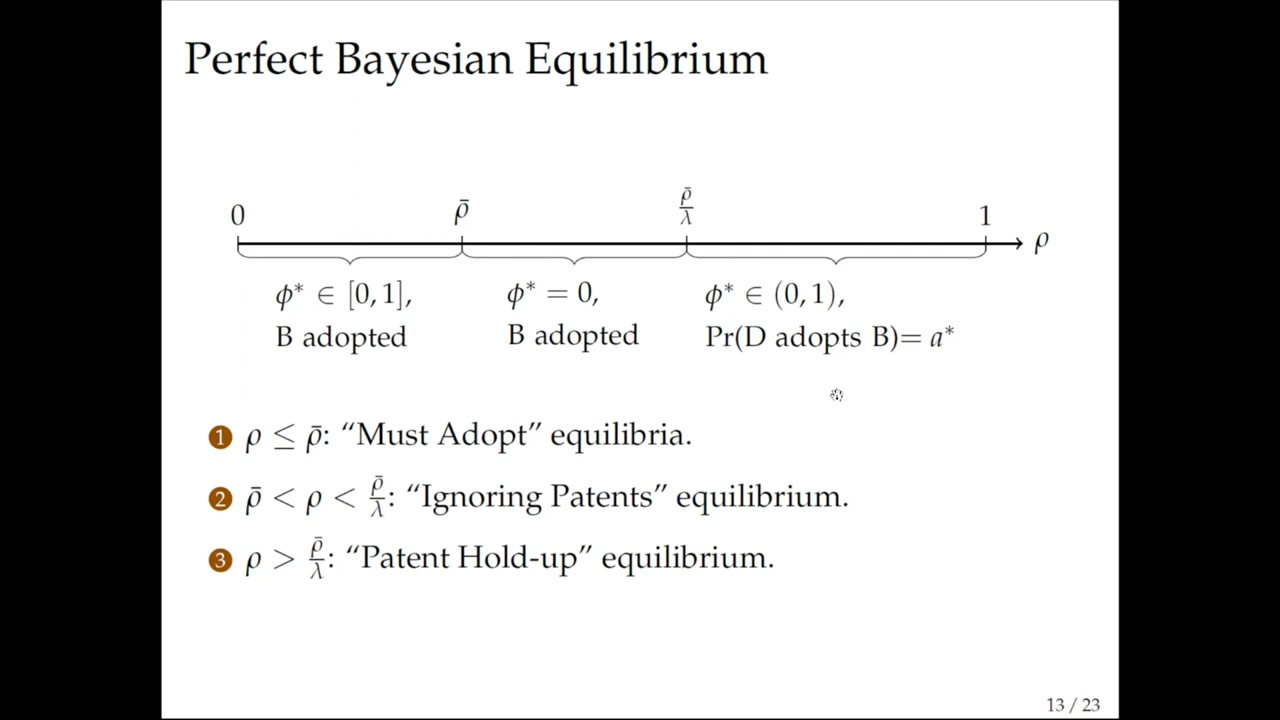 Perfect Bayesian Equilibrium
0 ρ̄ ρ̄/λ 1 ρ
ϕ* ∈ [0, 1], ϕ* = 0, ϕ* ∈ (0, 1),
B adopted B adopted Pr(D adopts B)= a*
1 ρ ≤ ρ̄: “Must Adopt” equilibria.
2 ρ̄ < ρ < ρ̄/λ: “Ignoring Patents” equilibrium.
3 ρ > ρ̄/λ: “Patent Hold-up” equilibrium.
13 / 23